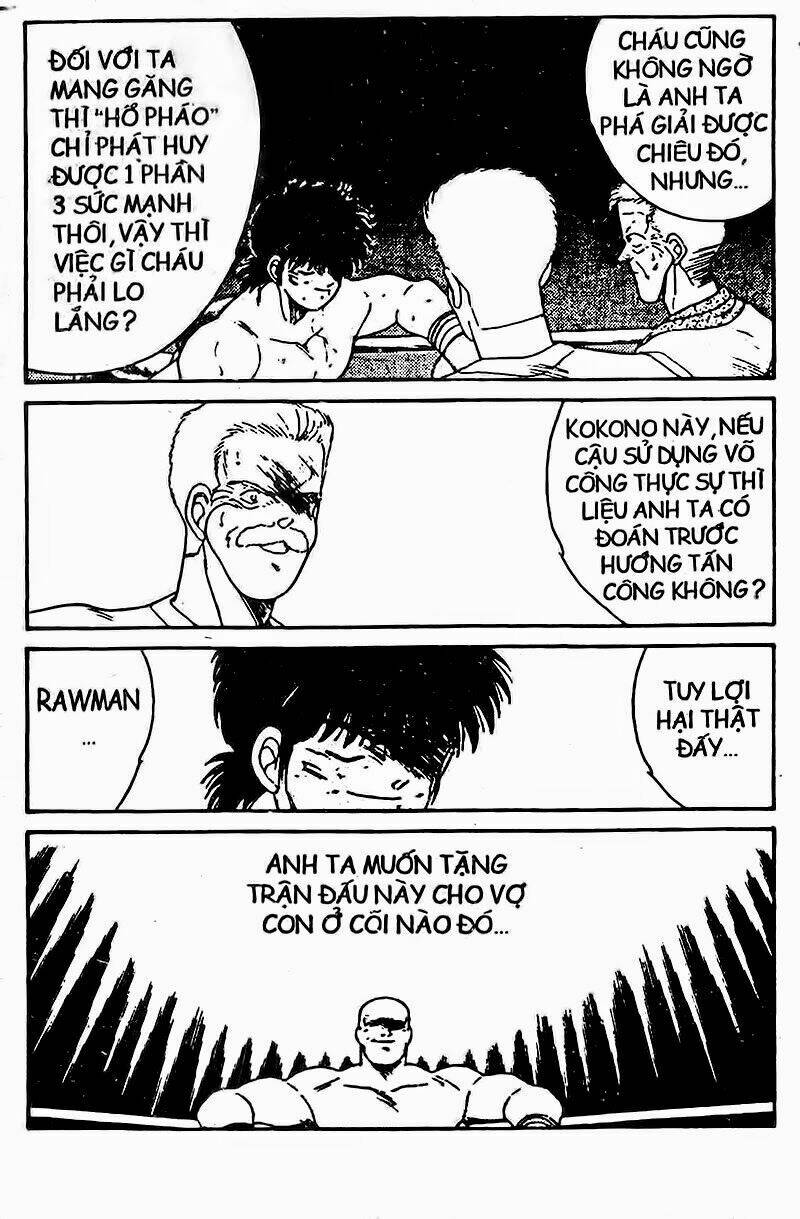 CHÁU CŨNG
KHÔNG NGỜ
LÀ ANH TA
PHÁ GIẢI ĐƯỢC
CHIÊU ĐÓ,
NHƯNG...
ĐỐI VỚI TA
MANG GĂNG
THÌ "HỔ PHÁO"
CHỈ PHÁT HUY
ĐƯỢC 1 PHẦN
3 SỨC MẠNH
THÔI, VẬY THÌ
VIỆC GÌ CHÁU
PHẢI LO
LẮNG?
KOKONO NÀY, NẾU
CẬU SỬ DỤNG VÕ
CÔNG THỰC SỰ THÌ
LIỆU ANH TA CÓ
ĐOÁN TRƯỚC
HƯỚNG TẤN
CÔNG KHÔNG?
TUY LỢI
HẠI THẬT
ĐẤY...
RAWMAN
...
ANH TA MUỐN TẶNG
TRẬN ĐẤU NÀY CHO VỢ
CON Ở CÕI NÀO ĐÓ...